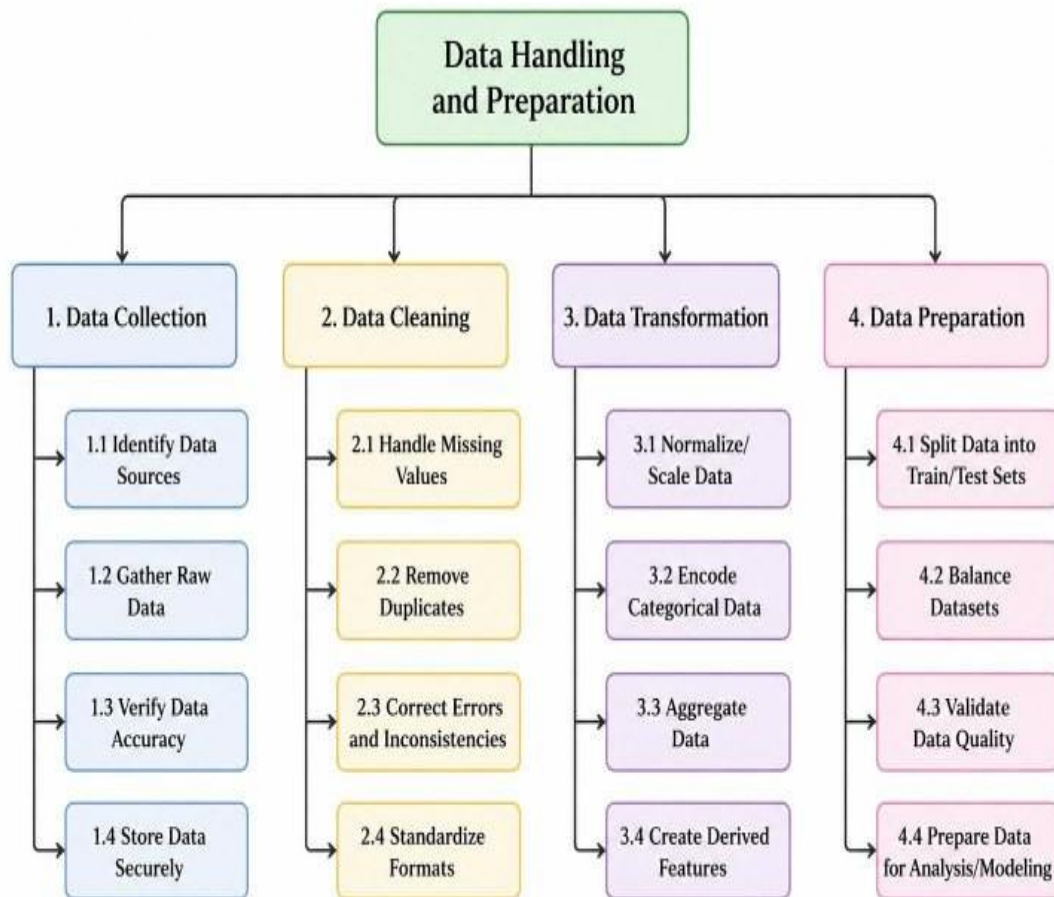 Data Handling
and Preparation
1. Data Collection
2. Data Cleaning
3. Data Transformation
4. Data Preparation
1.1 Identify Data
Sources
1.2 Gather Raw
Data
1.3 Verify Data
Accuracy
1.4 Store Data
Securely
2.1 Handle Missing
Values
2.2 Remove
Duplicates
2.3 Correct Errors
and Inconsistencies
2.4 Standardize
Formats
3.1 Normalize/
Scale Data
3.2 Encode
Categorical Data
3.3 Aggregate
Data
3.4 Create Derived
Features
4.1 Split Data into
Train/Test Sets
4.2 Balance
Datasets
4.3 Validate
Data Quality
4.4 Prepare Data
for Analysis/Modeling